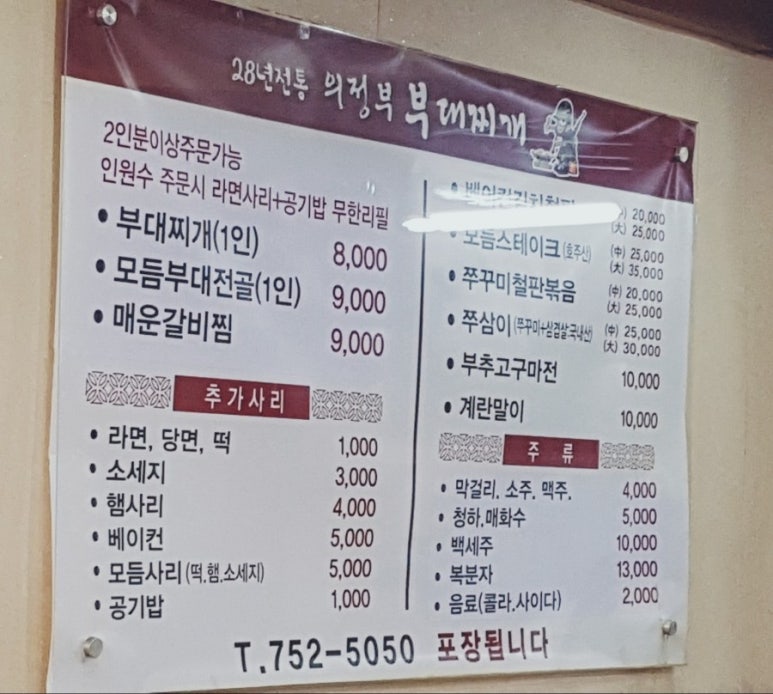 28년전통 의정부 부대찌개
2인분이상주문가능
인원수 주문시 라면사리+공기밥 무한리필
• 부대찌개(1인) 8,000
• 모듬부대전골(1인) 9,000
• 매운갈비찜 9,000
추가사리
• 라면, 당면, 떡 1,000
• 소세지 3,000
• 햄사리 4,000
• 베이컨 5,000
• 모듬사리(떡.햄.소세지) 5,000
• 공기밥 1,000
• (中) 20,000
(大) 25,000
• 모듬스테이크(호주산) (中) 25,000
(大) 35,000
• 쭈꾸미철판볶음 (中) 20,000
(大) 25,000
• 쭈삼이(쭈꾸미+삼겹살:국내산) (中) 25,000
(大) 30,000
• 부추고구마전 10,000
• 계란말이 10,000
주 류
• 막걸리. 소주. 맥주. 4,000
• 청하.매화수 5,000
• 백세주 10,000
• 복분자 13,000
• 음료(콜라.사이다) 2,000
T.752-5050 포장됩니다